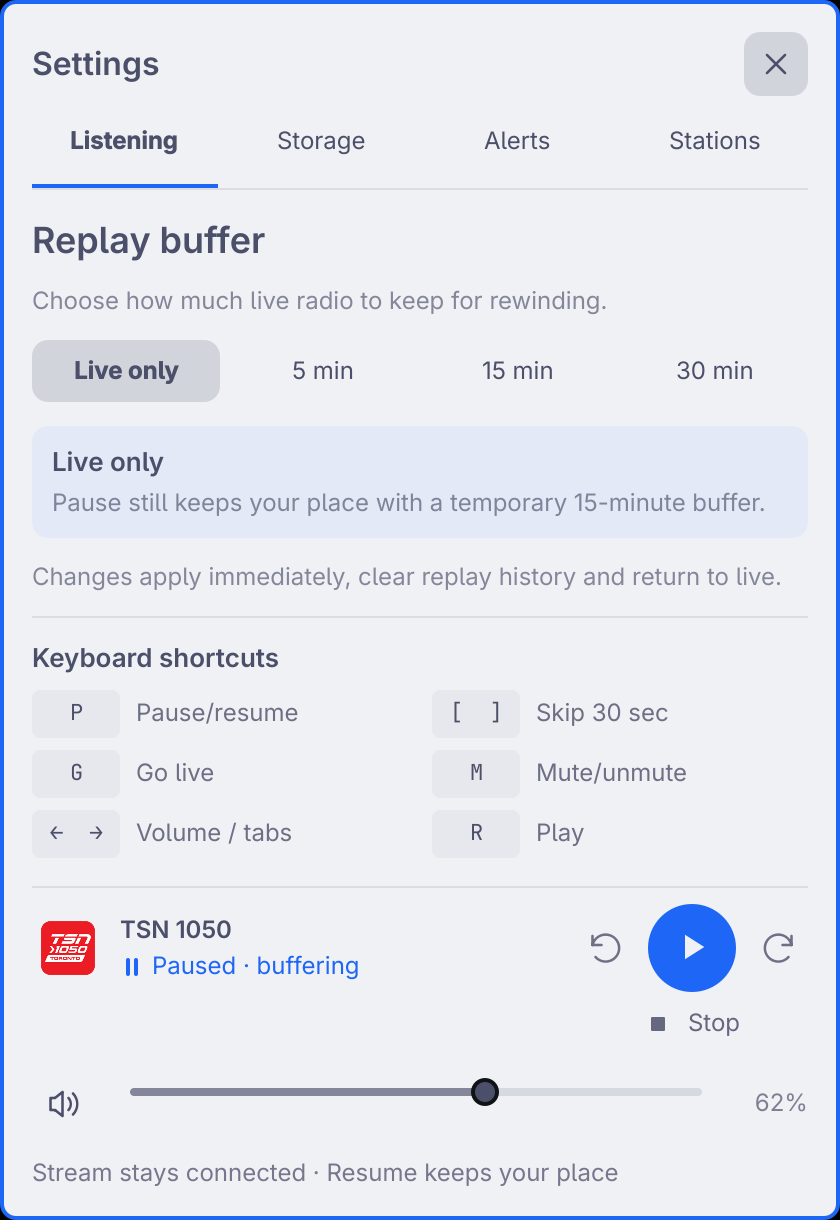 Settings
Listening Storage Alerts Stations
Replay buffer
Choose how much live radio to keep for rewinding.
Live only 5 min 15 min 30 min
Live only
Pause still keeps your place with a temporary 15-minute buffer.
Changes apply immediately, clear replay history and return to live.
Keyboard shortcuts
P Pause/resume [ ] Skip 30 sec
G Go live M Mute/unmute
← → Volume / tabs R Play
TSN
1050
TORONTO
TSN 1050
Paused · buffering
Stop
62%
Stream stays connected · Resume keeps your place